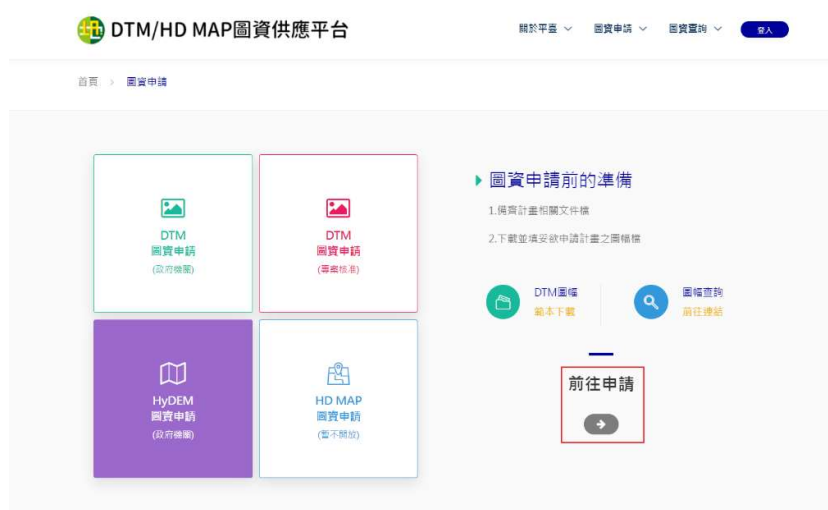 DTM/HD MAP圖資供應平台
關於平臺
圖資申請
圖資查詢
登入
首頁 > 圖資申請
DTM
圖資申請
(政府機關)
DTM
圖資申請
(專案核准)
HyDEM
圖資申請
(政府機關)
HD MAP
圖資申請
(暫不開放)
圖資申請前的準備
1.備齊計畫相關文件檔
2.下載並填妥欲申請計畫之圖幅檔
DTM圖幅
範本下載
圖幅查詢
前往連結
前往申請